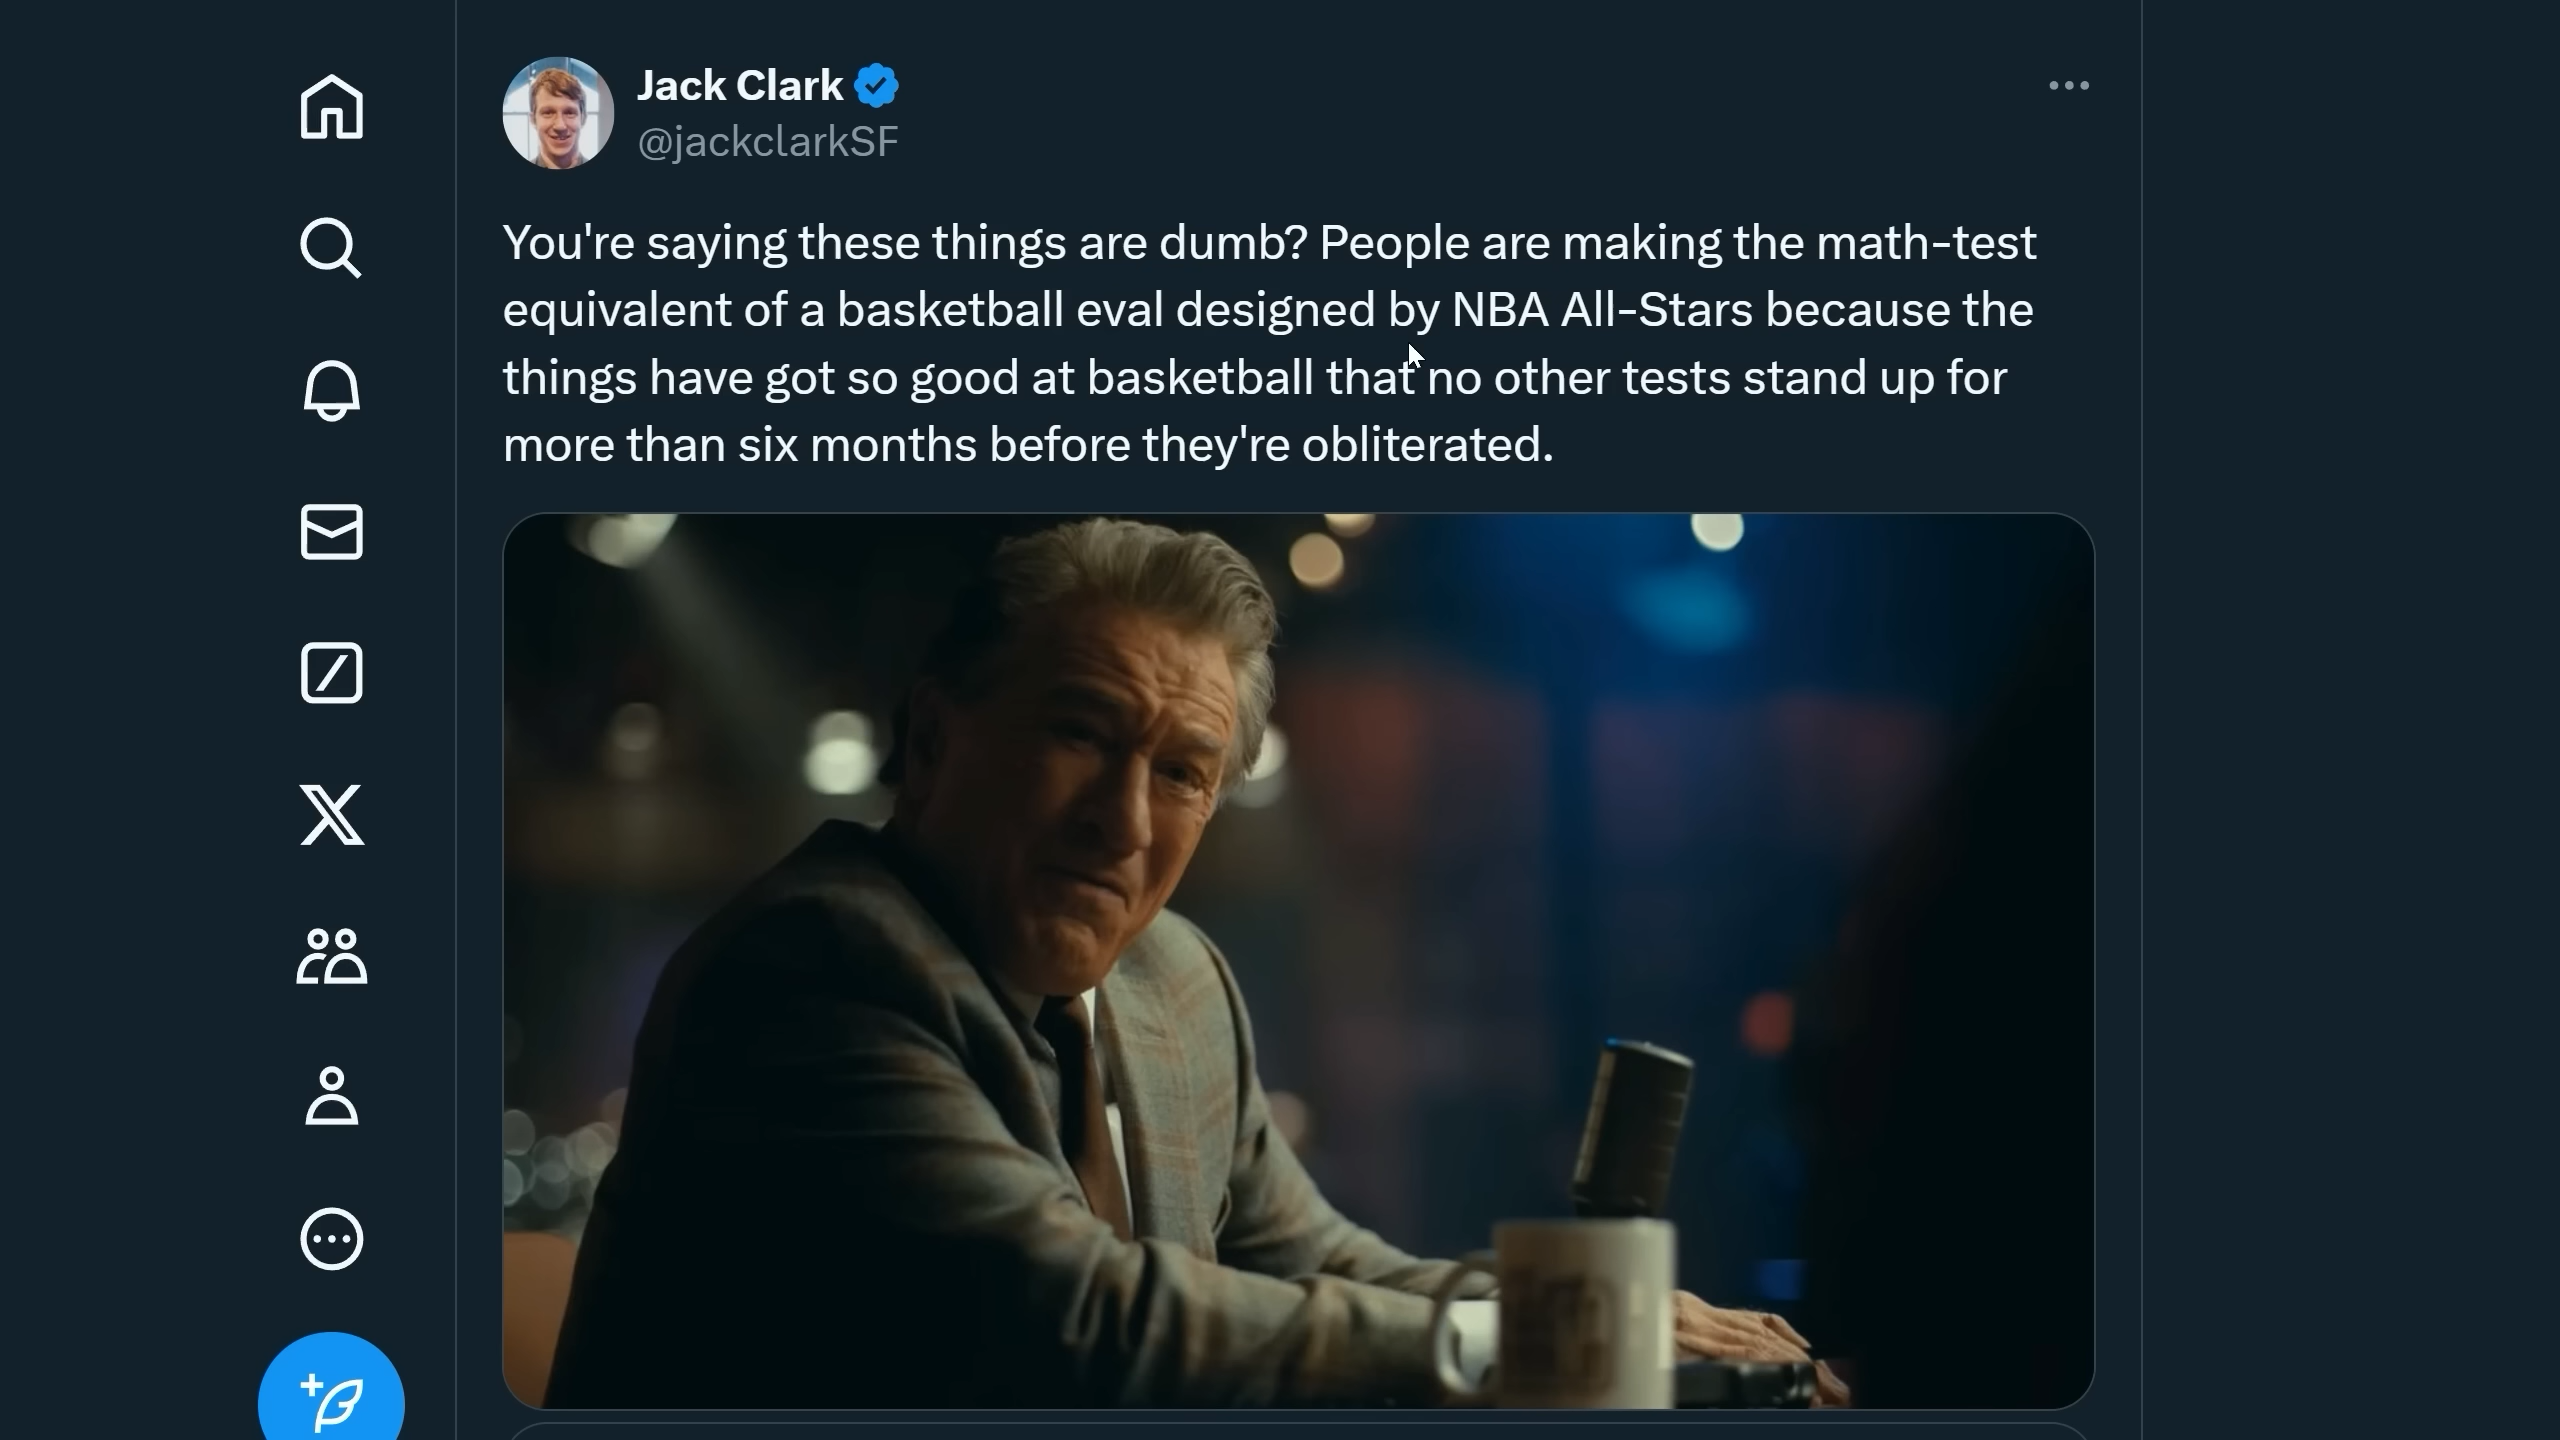 Jack Clark
@jackclarkSF
You're saying these things are dumb? People are making the math-test
equivalent of a basketball eval designed by NBA All-Stars because the
things have got so good at basketball that no other tests stand up for
more than six months before they're obliterated.